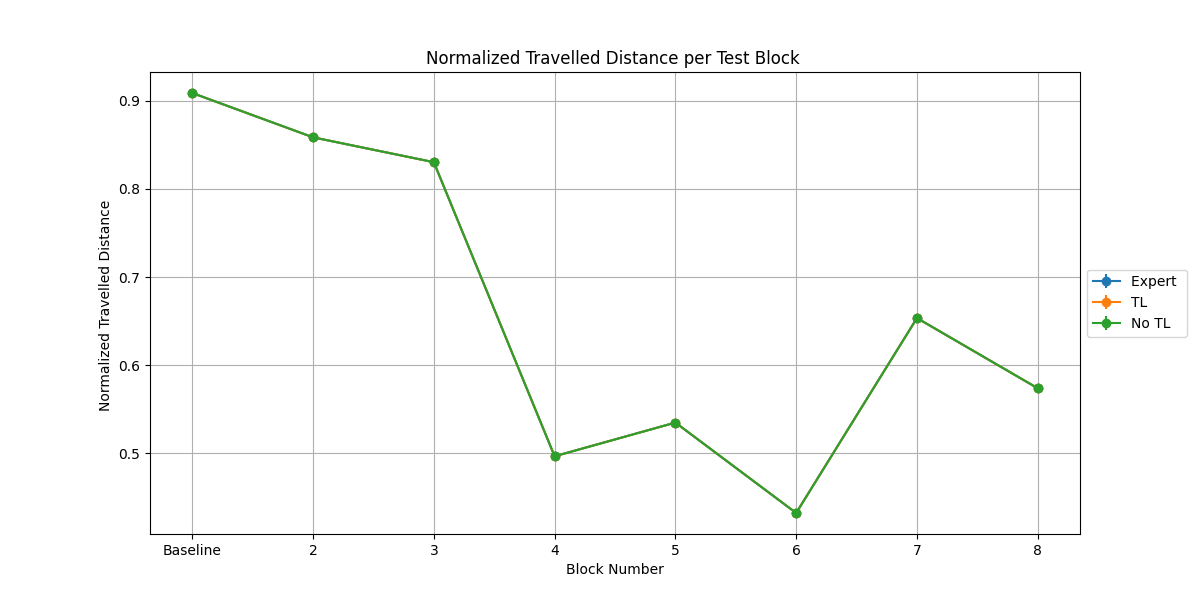 Normalized Travelled Distance per Test Block
Normalized Travelled Distance
0.9
0.8
0.7
0.6
0.5
Baseline 2 3 4 5 6 7 8
Block Number
Expert
TL
No TL